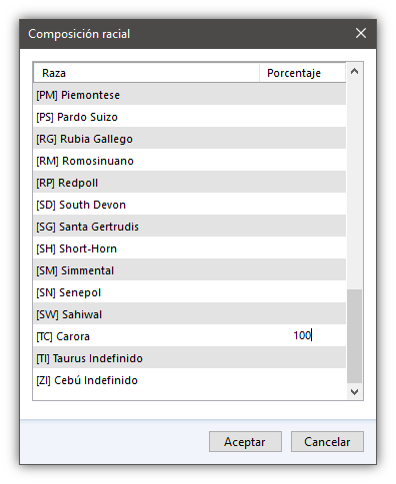 Composición racial
Raza Porcentaje
[PM] Piemontese
[PS] Pardo Suizo
[RG] Rubia Gallego
[RM] Romosinuano
[RP] Redpoll
[SD] South Devon
[SG] Santa Gertrudis
[SH] Short-Horn
[SM] Simmental
[SN] Senepol
[SW] Sahiwal
[TC] Carora 100
[TI] Taurus Indefinido
[ZI] Cebú Indefinido
Aceptar Cancelar